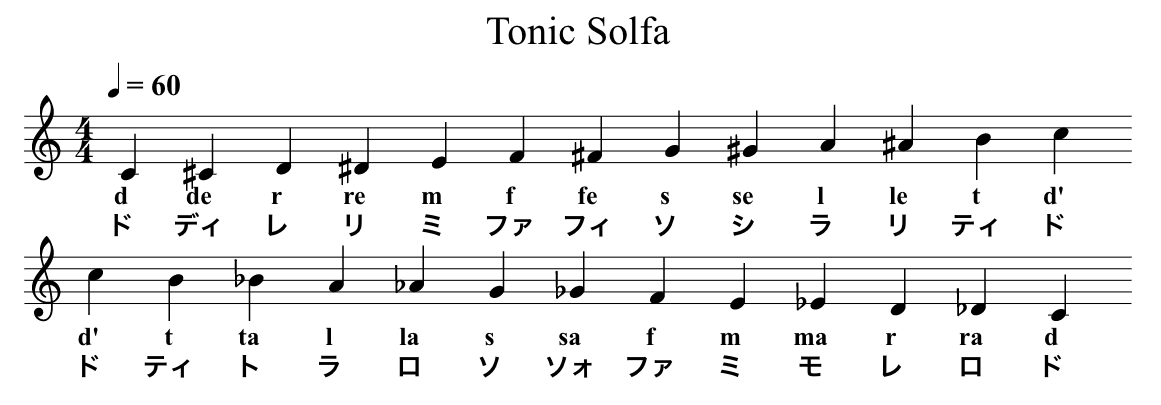 Tonic Solfa
= 60
4
4
d de r re m f fe s se l le t d'
ド ディ レ リ ミ ファ フィ ソ シ ラ リ ティ ド
d' t ta l la s sa f m ma r ra d
ド ティ ト ラ ロ ソ ソォ ファ ミ モ レ ロ ド